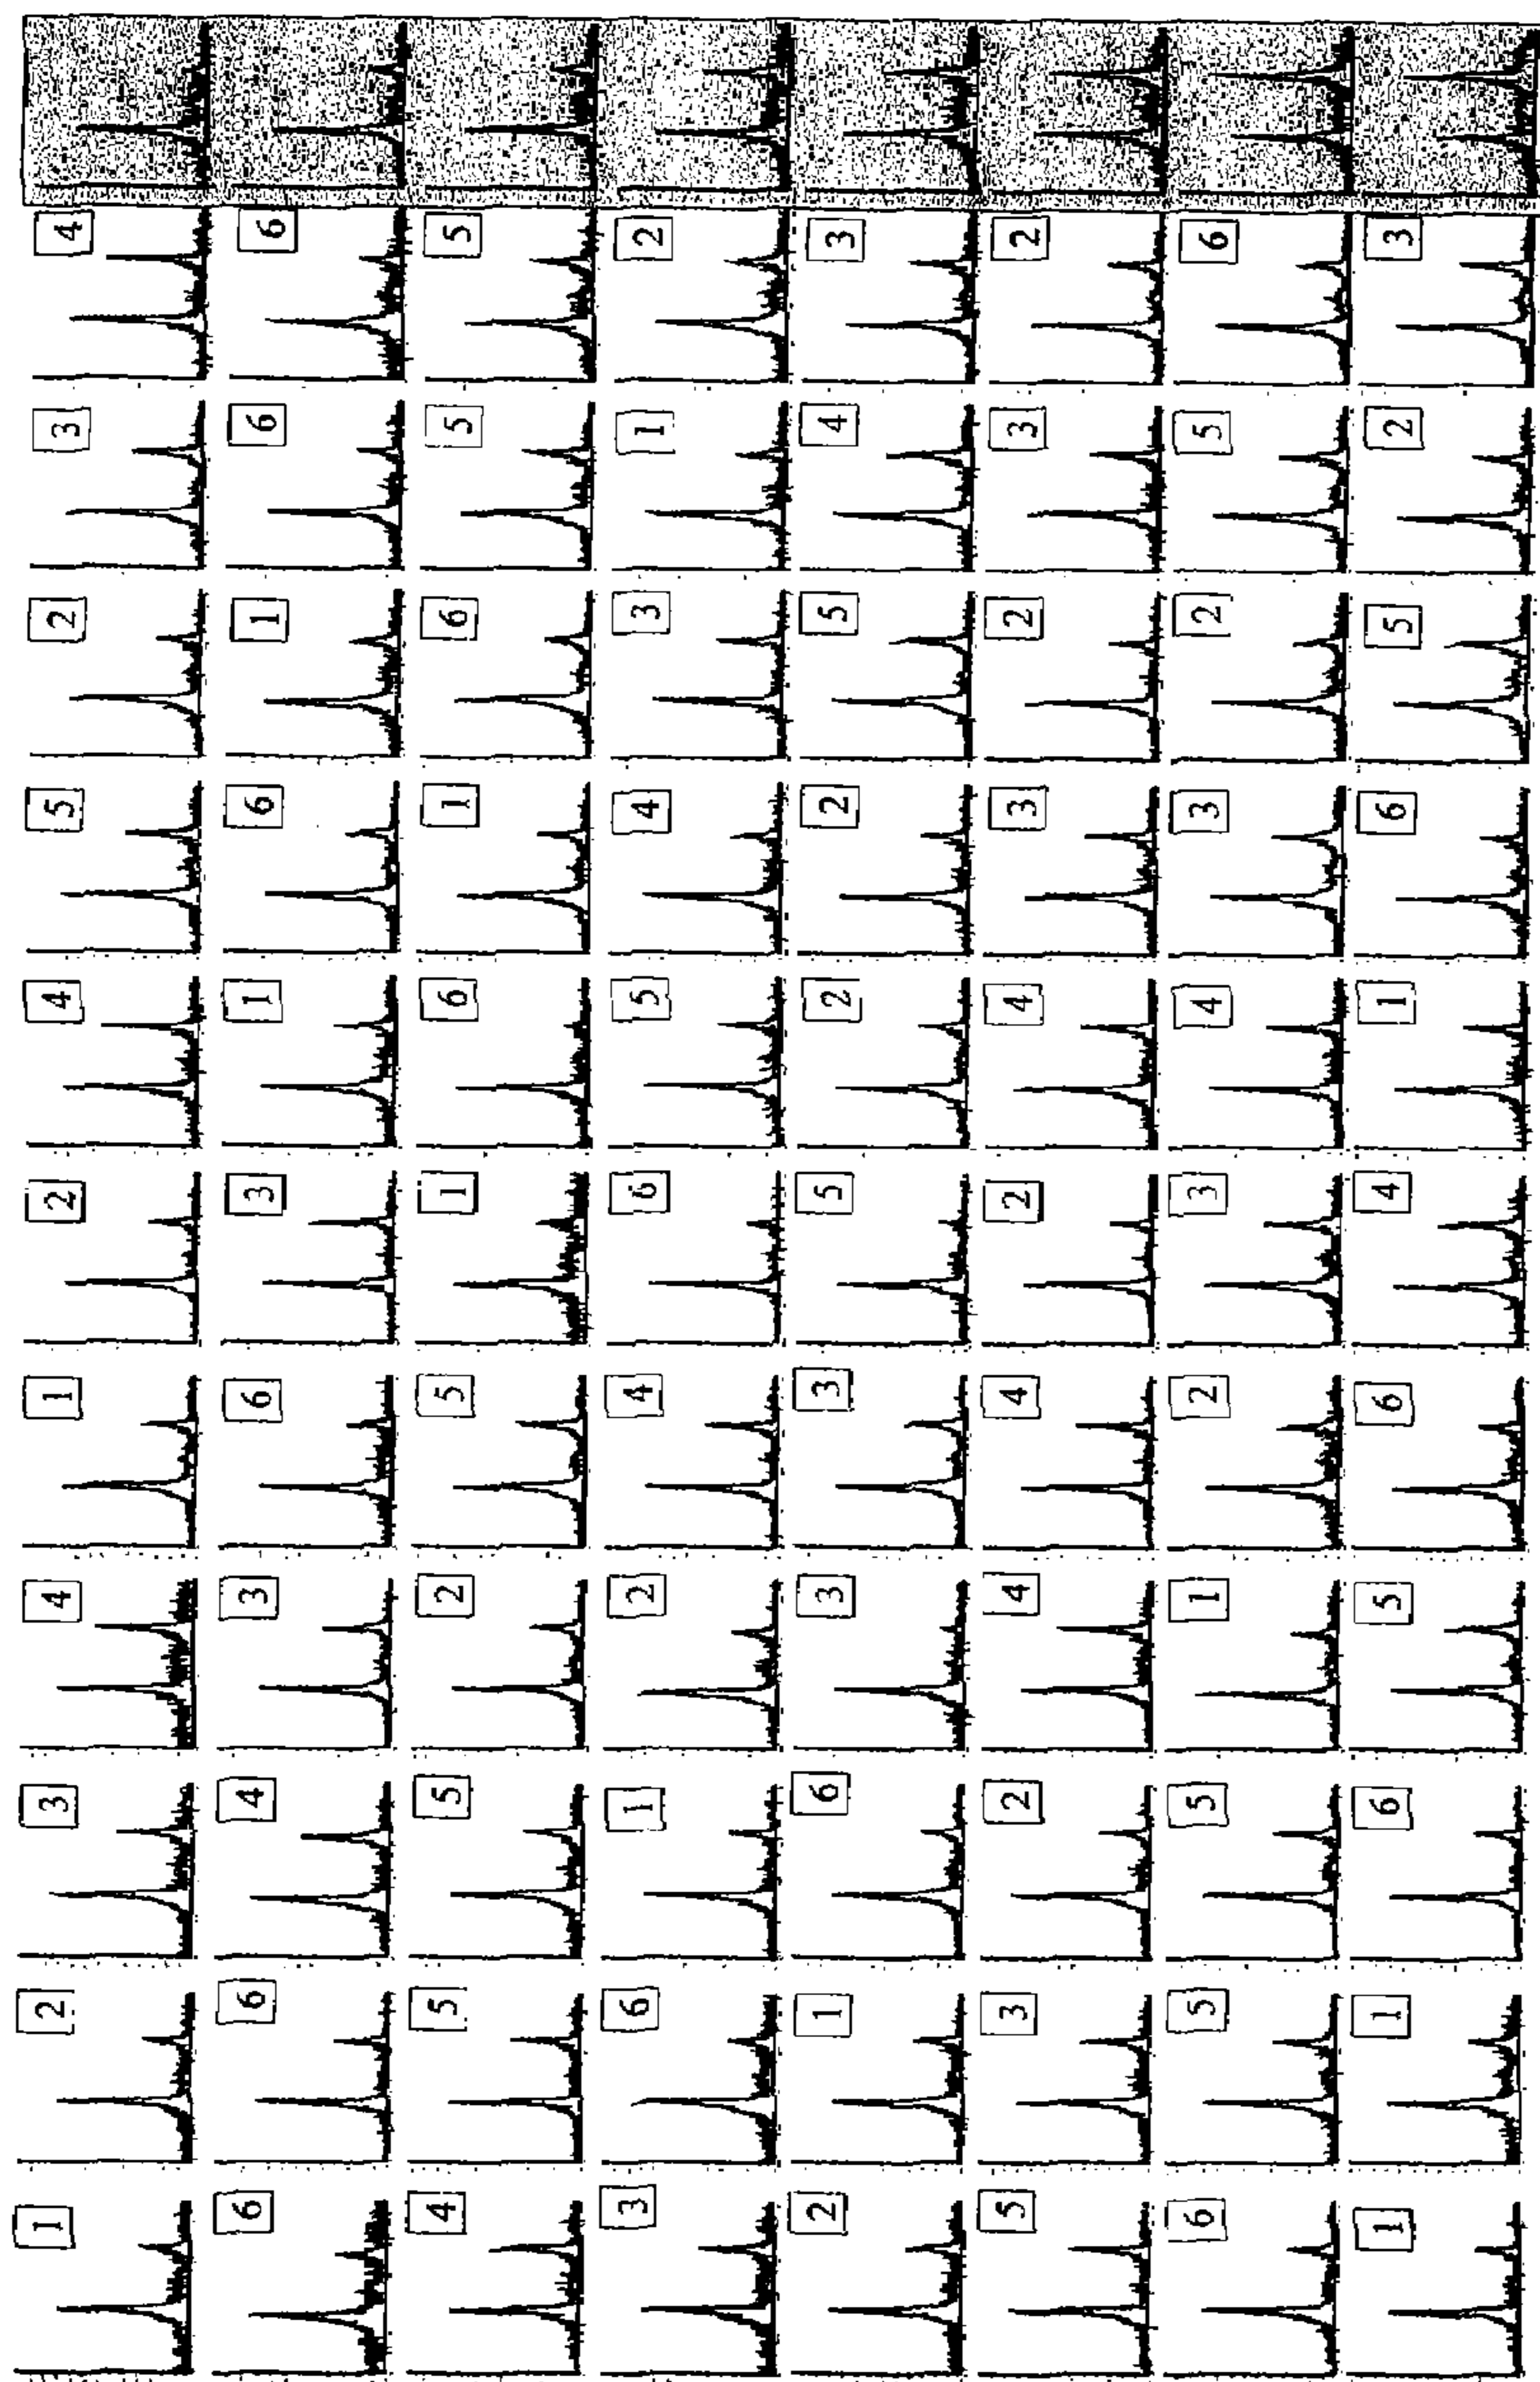 1 2 3 4 1 2 4 5 2 3 4
6 6 4 3 6 3 1 6 1 6 6
4 5 5 2 5 1 6 1 6 5 5
3 6 1 2 4 6 5 4 3 1 2
2 1 6 3 3 5 2 2 5 4 3
5 3 2 4 4 2 4 3 2 3 2
6 5 5 1 2 3 4 3 2 5 6
1 1 6 5 6 4 1 6 5 2 3